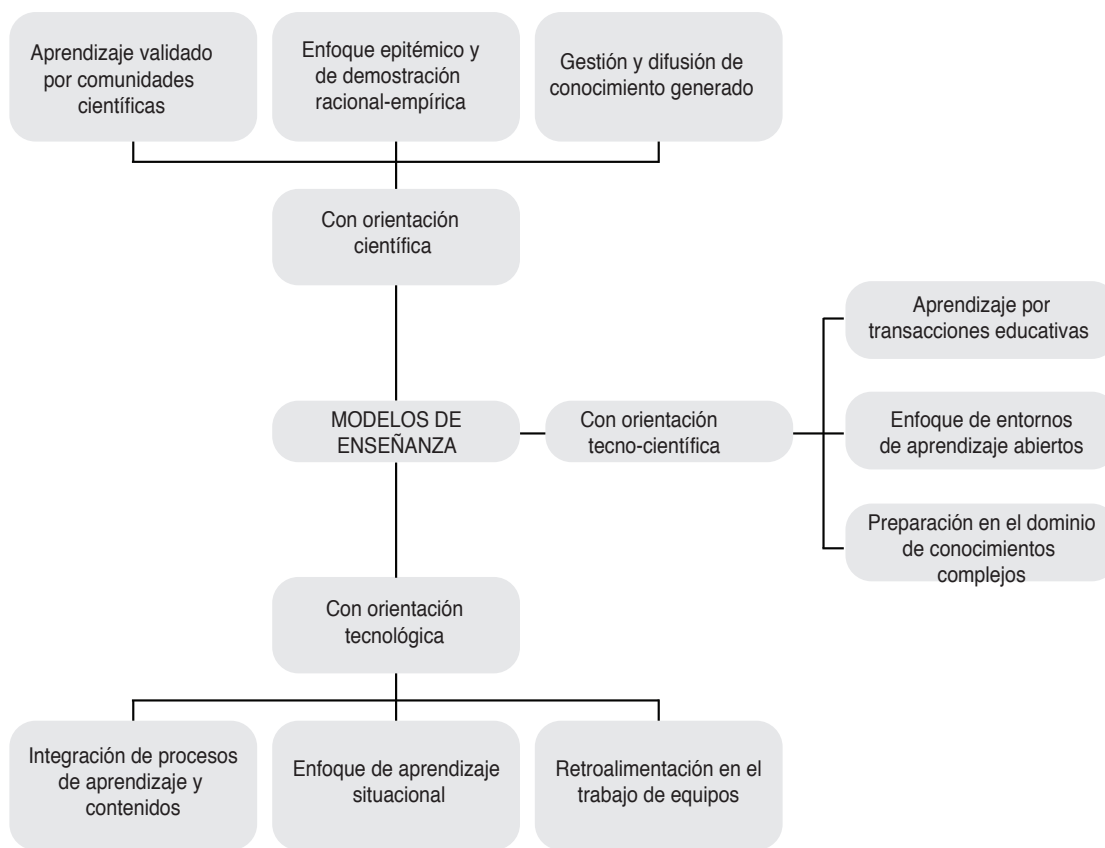 Aprendizaje validado
por comunidades
científicas
Enfoque epitémico y
de demostración
racional-empírica
Gestión y difusión de
conocimiento generado
Con orientación
científica
MODELOS DE
ENSEÑANZA
Con orientación
tecno-científica
Aprendizaje por
transacciones educativas
Enfoque de entornos
de aprendizaje abiertos
Preparación en el dominio
de conocimientos
complejos
Con orientación
tecnológica
Integración de procesos
de aprendizaje y
contenidos
Enfoque de aprendizaje
situacional
Retroalimentación en el
trabajo de equipos